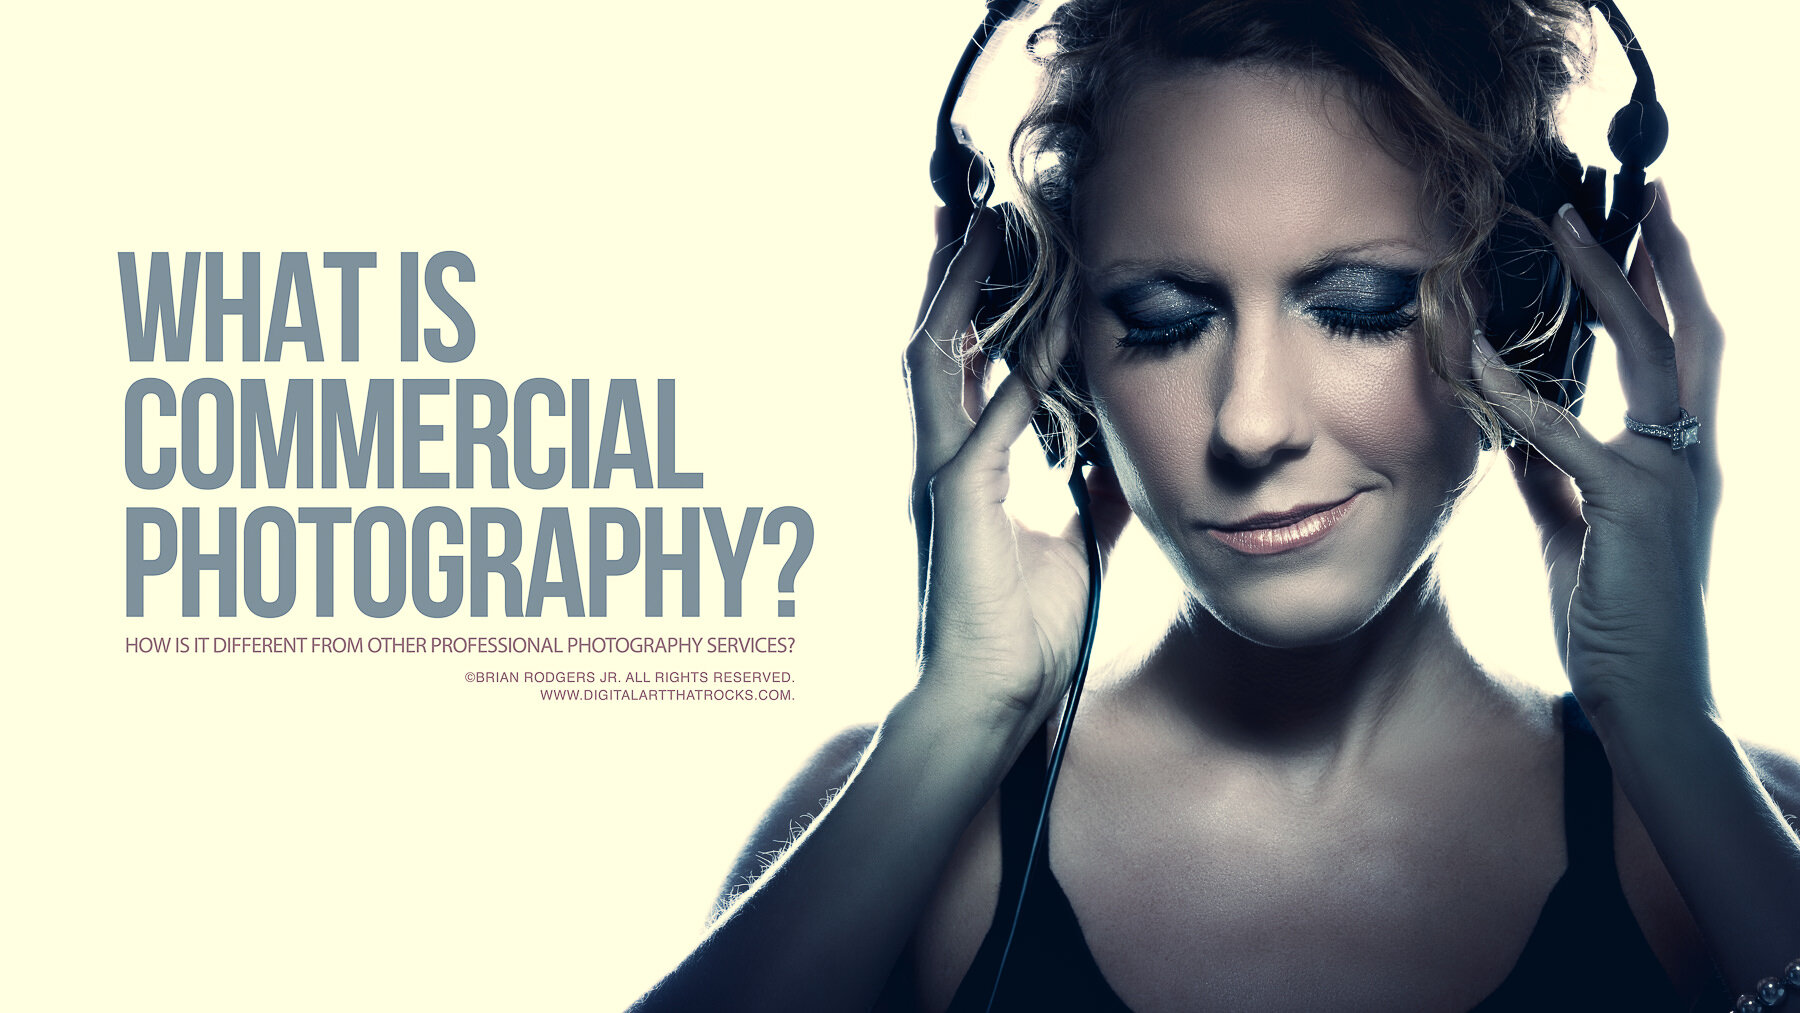 WHAT IS
COMMERCIAL
PHOTOGRAPHY?
HOW IS IT DIFFERENT FROM OTHER PROFESSIONAL PHOTOGRAPHY SERVICES?
©BRIAN RODGERS JR. ALL RIGHTS RESERVED.
WWW.DIGITALARTTHATROCKS.COM.